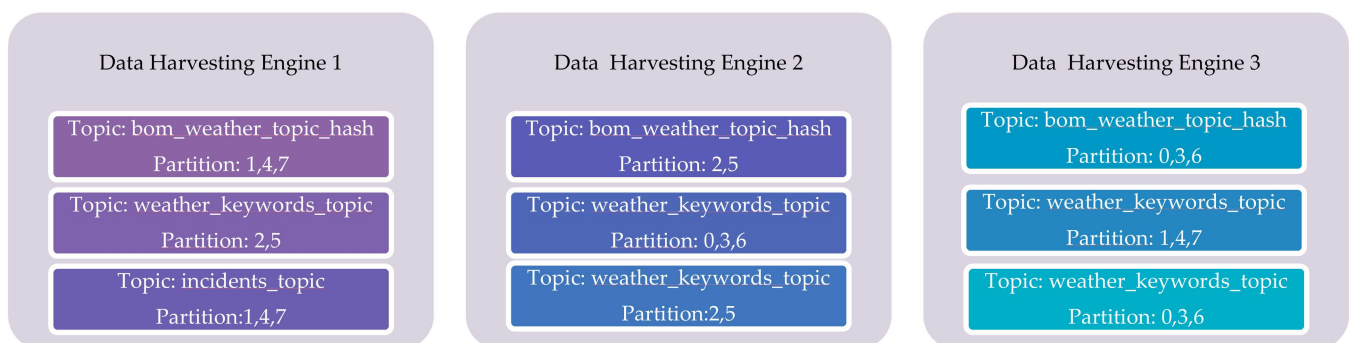 Data Harvesting Engine 1
Topic: bom_weather_topic_hash
Partition: 1,4,7
Topic: weather_keywords_topic
Partition: 2,5
Topic: incidents_topic
Partition:1,4,7
Data Harvesting Engine 2
Topic: bom_weather_topic_hash
Partition: 2,5
Topic: weather_keywords_topic
Partition: 0,3,6
Topic: weather_keywords_topic
Partition:2,5
Data Harvesting Engine 3
Topic: bom_weather_topic_hash
Partition: 0,3,6
Topic: weather_keywords_topic
Partition: 1,4,7
Topic: weather_keywords_topic
Partition: 0,3,6